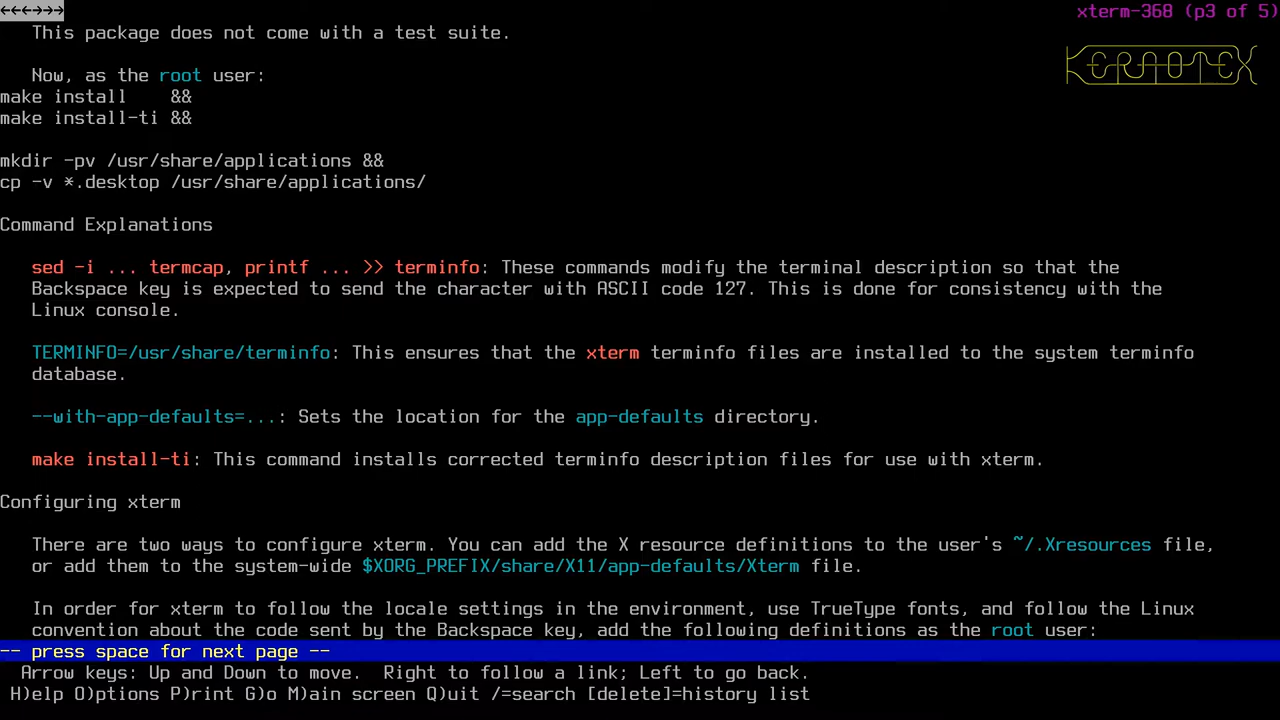 ←←←→→→
xterm-368 (p3 of 5)
This package does not come with a test suite.
KERNOTEX
Now, as the root user:
make install    &&
make install-ti &&
mkdir -pv /usr/share/applications &&
cp -v *.desktop /usr/share/applications/
Command Explanations
sed -i ... termcap, printf ... >> terminfo: These commands modify the terminal description so that the
Backspace key is expected to send the character with ASCII code 127. This is done for consistency with the
Linux console.
TERMINFO=/usr/share/terminfo: This ensures that the xterm terminfo files are installed to the system terminfo
database.
--with-app-defaults=...: Sets the location for the app-defaults directory.
make install-ti: This command installs corrected terminfo description files for use with xterm.
Configuring xterm
There are two ways to configure xterm. You can add the X resource definitions to the user's ~/.Xresources file,
or add them to the system-wide $XORG_PREFIX/share/X11/app-defaults/Xterm file.
In order for xterm to follow the locale settings in the environment, use TrueType fonts, and follow the Linux
convention about the code sent by the Backspace key, add the following definitions as the root user:
-- press space for next page --
Arrow keys: Up and Down to move.  Right to follow a link; Left to go back.
H)elp O)ptions P)rint G)o M)ain screen Q)uit /=search [delete]=history list